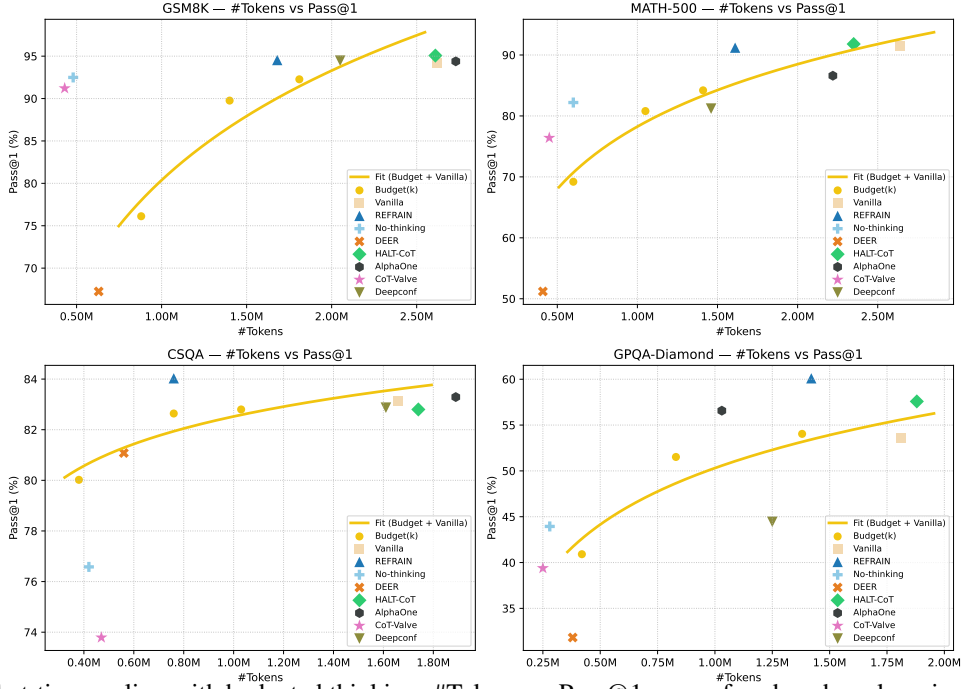 GSM8K — #Tokens vs Pass@1
95
90
85
80
75
70
Pass@1 (%)
0.50M 1.00M 1.50M 2.00M 2.50M
#Tokens
Fit (Budget + Vanilla)
Budget(k)
Vanilla
REFRAIN
No-thinking
DEER
HALT-CoT
AlphaOne
CoT-Valve
Deepconf
MATH-500 — #Tokens vs Pass@1
90
80
70
60
50
Pass@1 (%)
0.50M 1.00M 1.50M 2.00M 2.50M
#Tokens
Fit (Budget + Vanilla)
Budget(k)
Vanilla
REFRAIN
No-thinking
DEER
HALT-CoT
AlphaOne
CoT-Valve
Deepconf
CSQA — #Tokens vs Pass@1
84
82
80
78
76
74
Pass@1 (%)
0.40M 0.60M 0.80M 1.00M 1.20M 1.40M 1.60M 1.80M
#Tokens
Fit (Budget + Vanilla)
Budget(k)
Vanilla
REFRAIN
No-thinking
DEER
HALT-CoT
AlphaOne
CoT-Valve
Deepconf
GPQA-Diamond — #Tokens vs Pass@1
60
55
50
45
40
35
Pass@1 (%)
0.25M 0.50M 0.75M 1.00M 1.25M 1.50M 1.75M 2.00M
#Tokens
Fit (Budget + Vanilla)
Budget(k)
Vanilla
REFRAIN
No-thinking
DEER
HALT-CoT
AlphaOne
CoT-Valve
Deepconf